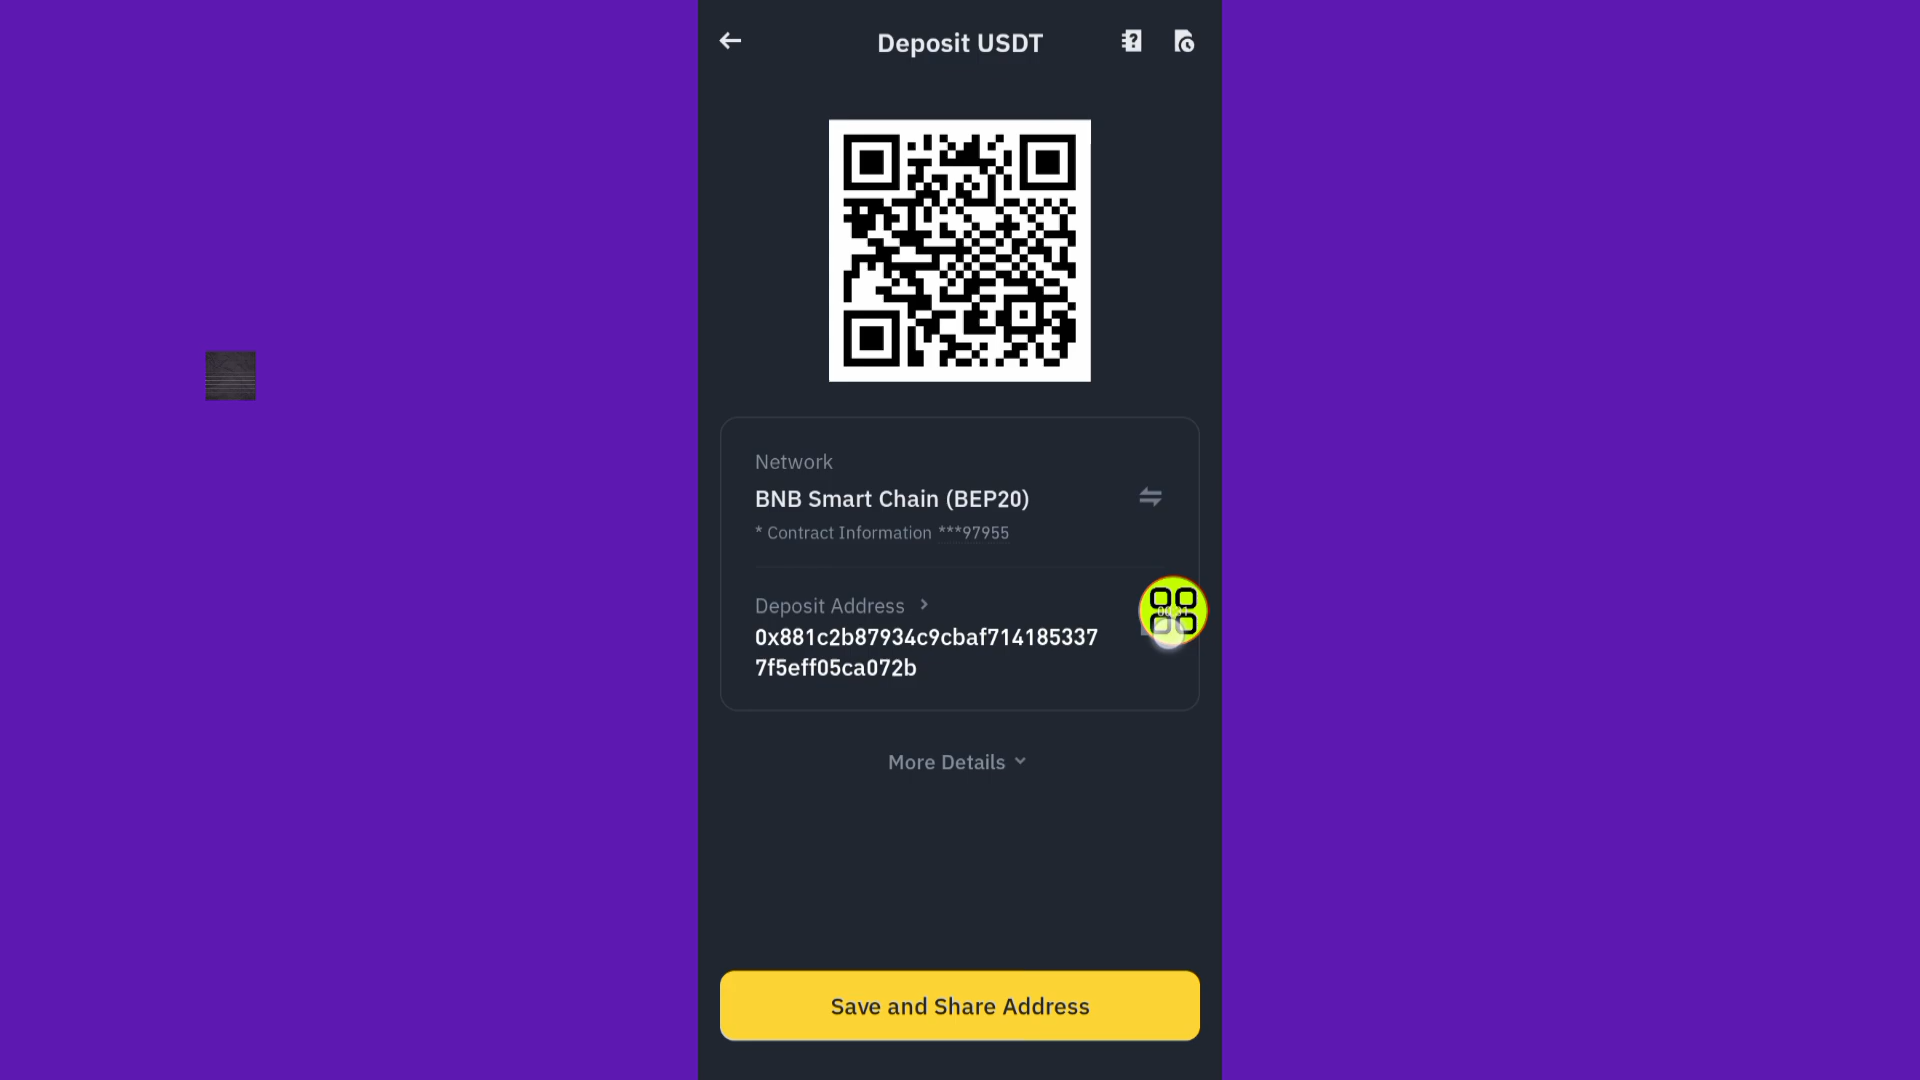 Deposit USDT
Network
BNB Smart Chain (BEP20)
* Contract Information ***97955
Deposit Address
0x881c2b87934c9cbaf714185337
7f5eff05ca072b
More Details
Save and Share Address